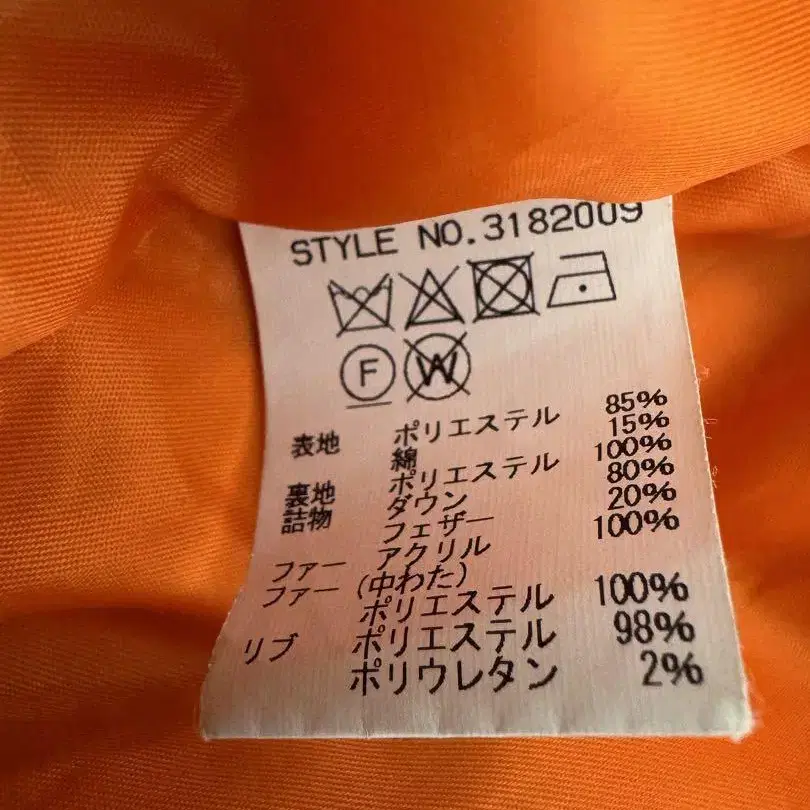 STYLE NO.3182009
F W
表地 ポリエステル 85%
綿 15%
裏地 ポリエステル 100%
詰物 ダウン 80%
フェザー 20%
ファー アクリル 100%
ファー (中わた)
ポリエステル 100%
リブ ポリエステル 98%
ポリウレタン 2%